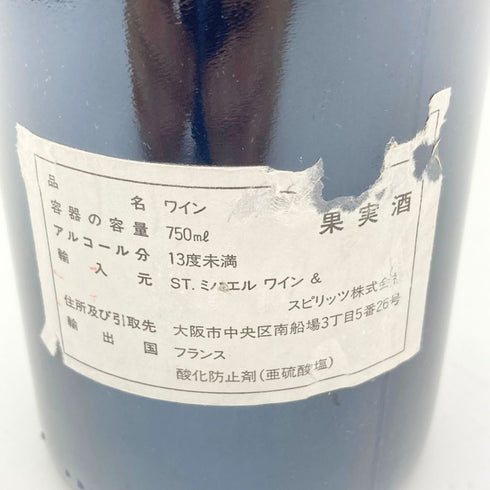 品名 ワイン
果実酒
容器の容量 750ml
アルコール分 13度未満
輸入元 ST. ミハエル ワイン &
スピリッツ株式会社
住所及び引取先 大阪市中央区南船場3丁目5番26号
輸出国 フランス
酸化防止剤(亜硫酸塩)